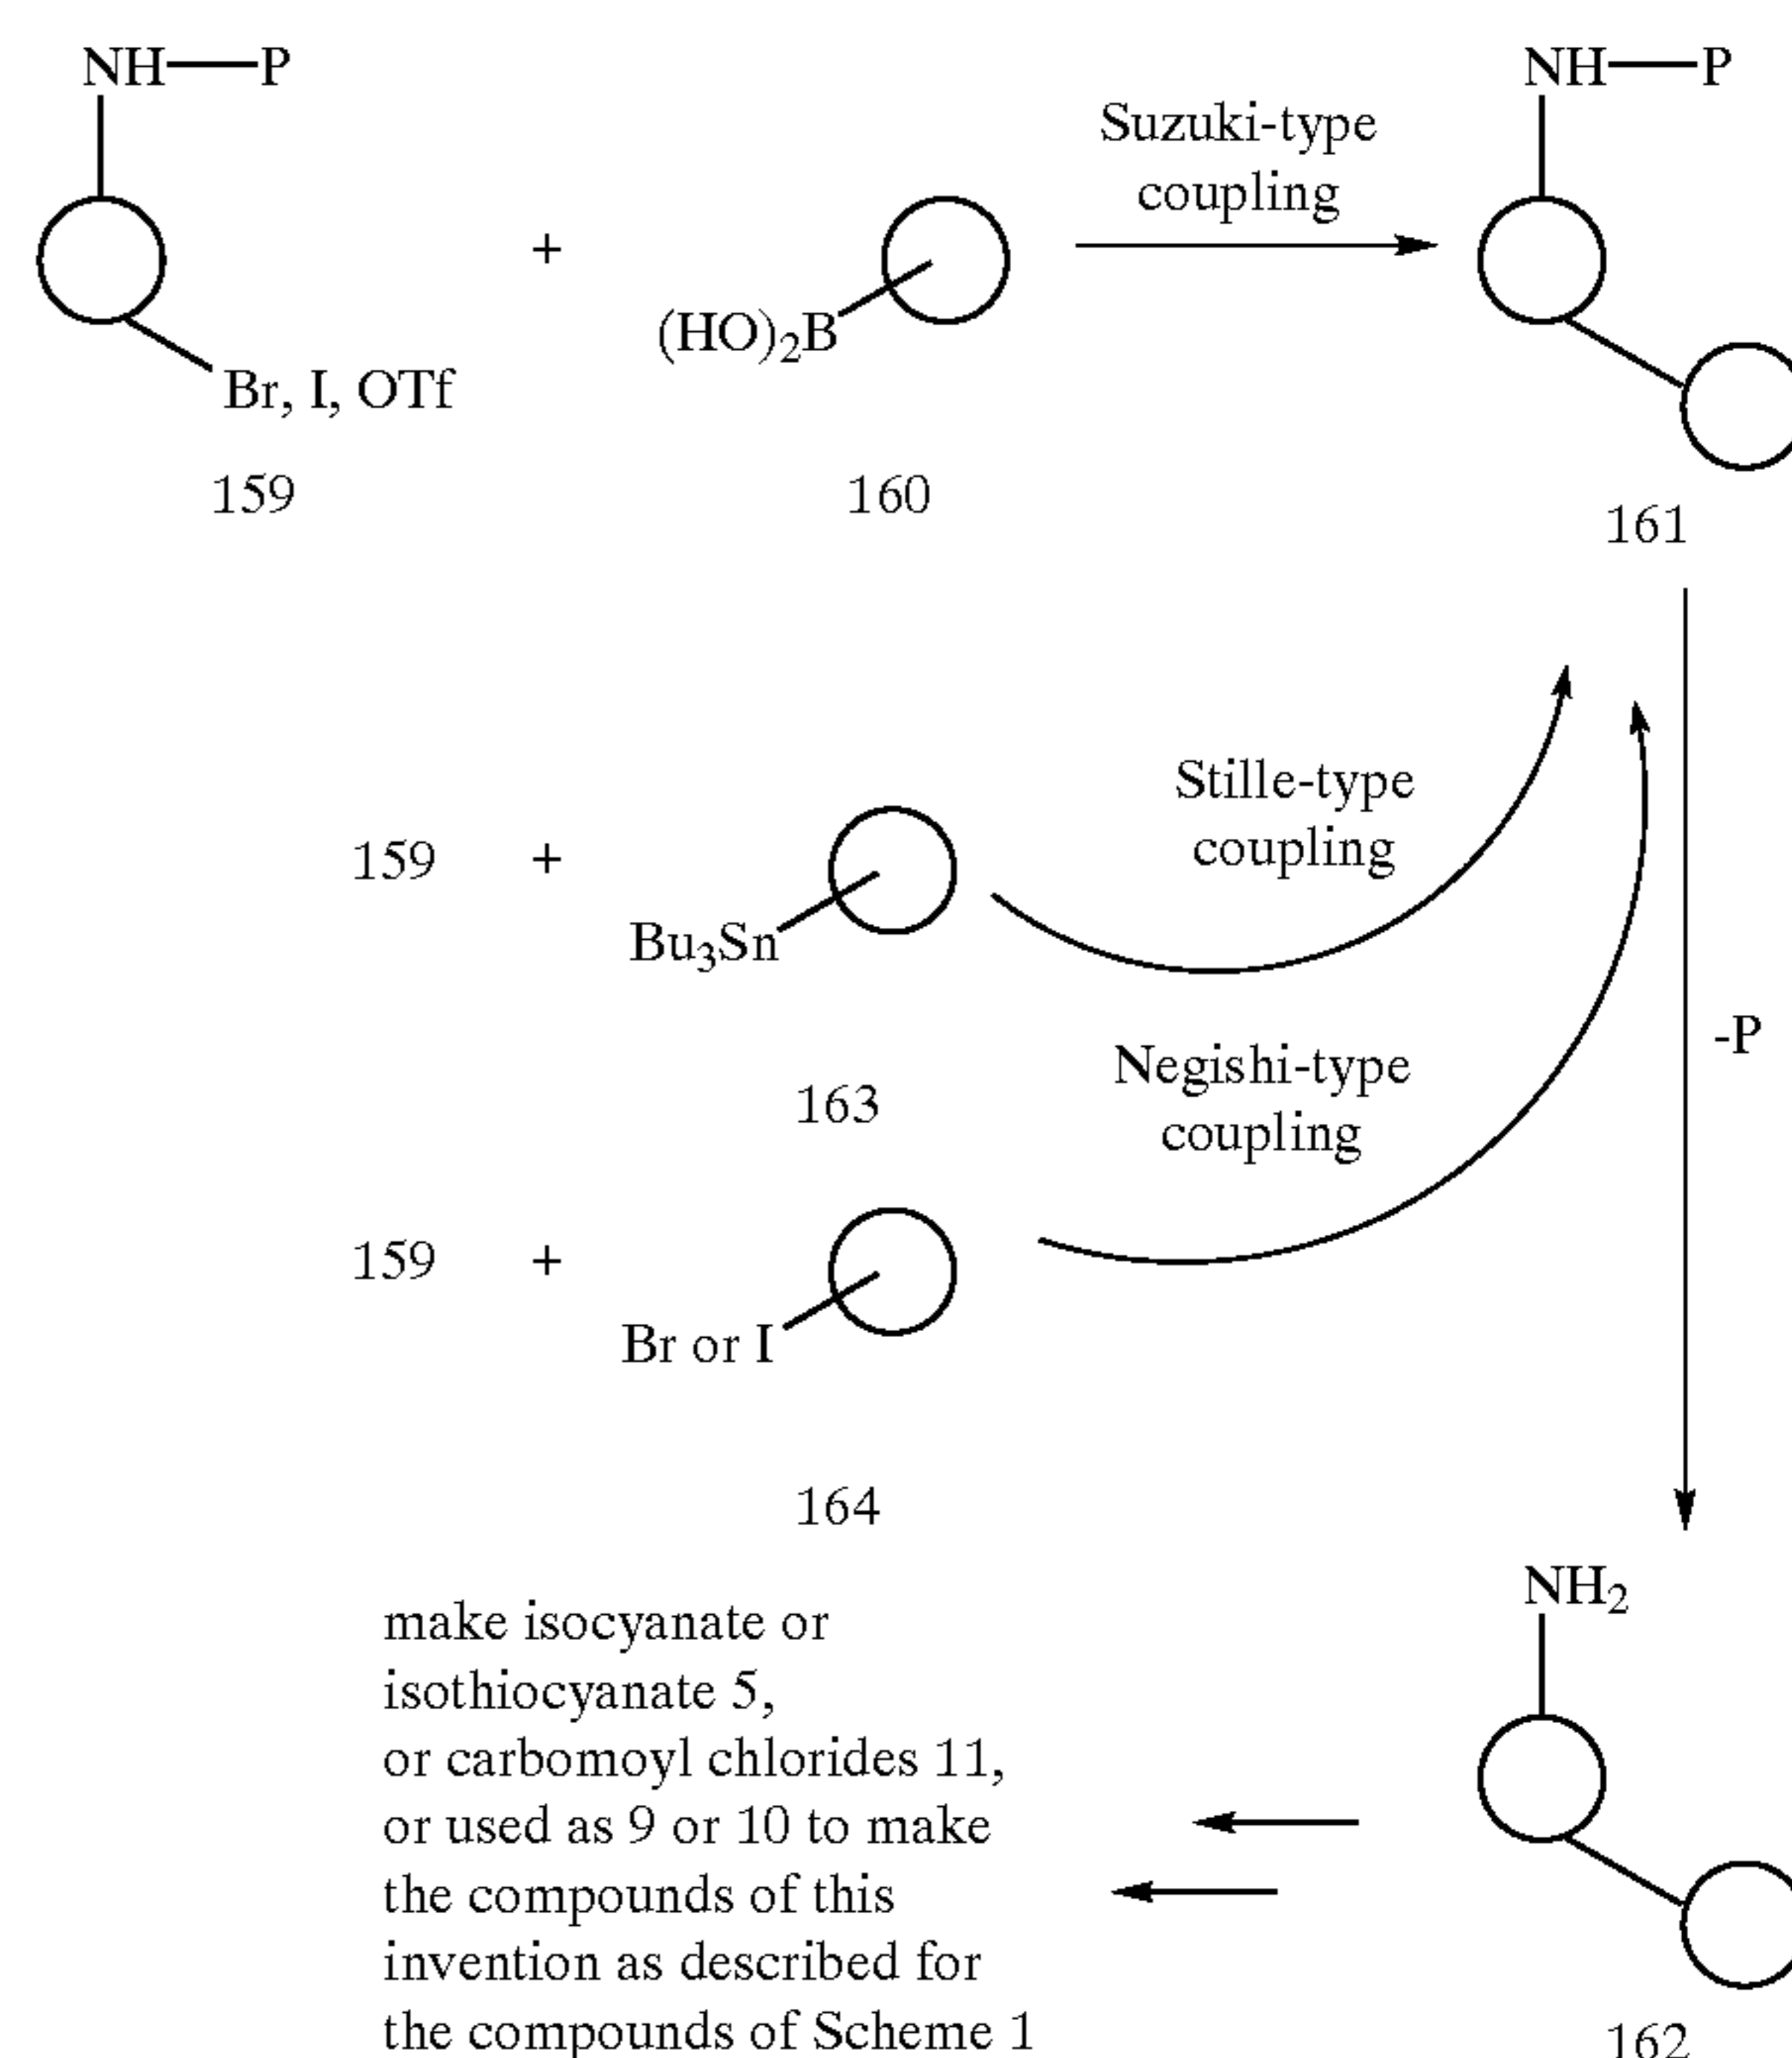 NH—P
NH—P
Suzuki-type
coupling
+
(HO)₂B
Br, I, OTf
159
160
161
Stille-type
coupling
159 +
Bu₃Sn
-P
Negishi-type
coupling
163
159 +
Br or I
164
NH₂
make isocyanate or
isothiocyanate 5,
or carbomoyl chlorides 11,
or used as 9 or 10 to make
the compounds of this
invention as described for
the compounds of Scheme 1
162